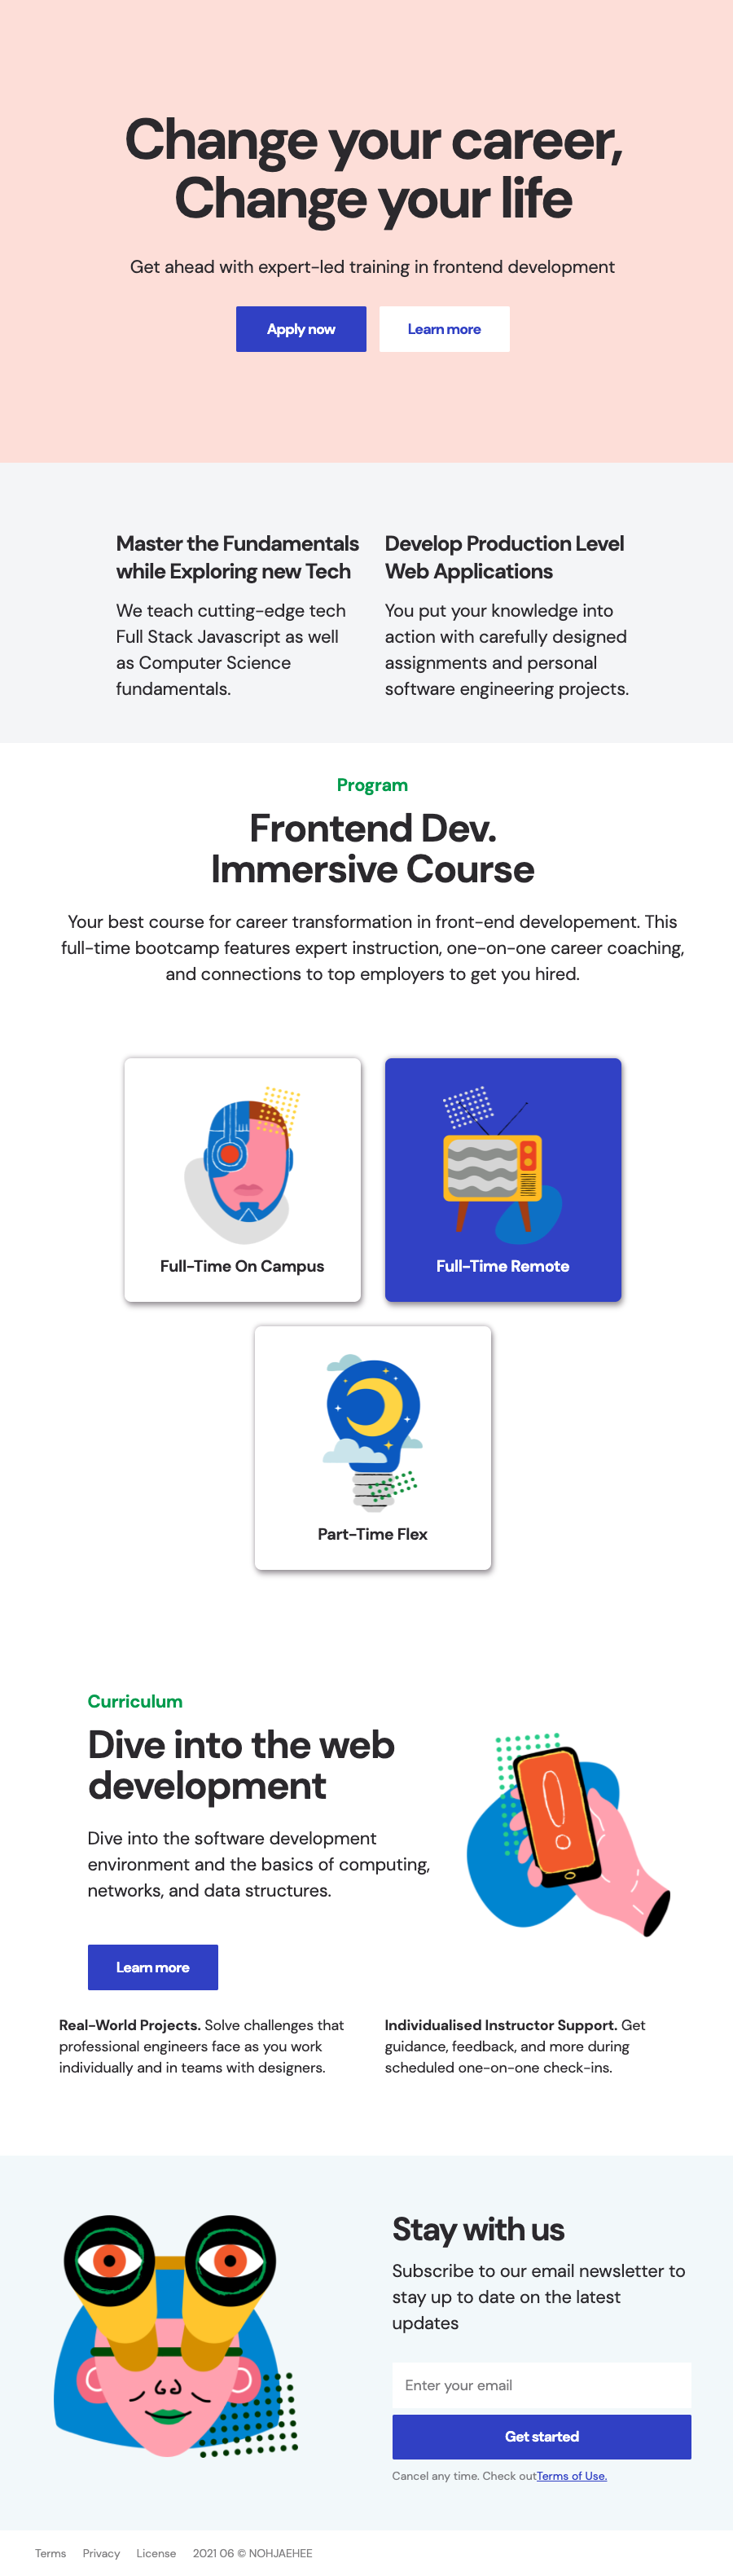 Change your career,
Change your life
Get ahead with expert-led training in frontend development
Apply now
Learn more
Master the Fundamentals
while Exploring new Tech
We teach cutting-edge tech
Full Stack Javascript as well
as Computer Science
fundamentals.
Develop Production Level
Web Applications
You put your knowledge into
action with carefully designed
assignments and personal
software engineering projects.
Program
Frontend Dev.
Immersive Course
Your best course for career transformation in front-end developement. This
full-time bootcamp features expert instruction, one-on-one career coaching,
and connections to top employers to get you hired.
Full-Time On Campus
Full-Time Remote
Part-Time Flex
Curriculum
Dive into the web
development
Dive into the software development
environment and the basics of computing,
networks, and data structures.
Learn more
Real-World Projects. Solve challenges that
professional engineers face as you work
individually and in teams with designers.
Individualised Instructor Support. Get
guidance, feedback, and more during
scheduled one-on-one check-ins.
Stay with us
Subscribe to our email newsletter to
stay up to date on the latest
updates
Enter your email
Get started
Cancel any time. Check outTerms of Use.
Terms Privacy License 2021 06 © NOHJAEHEE